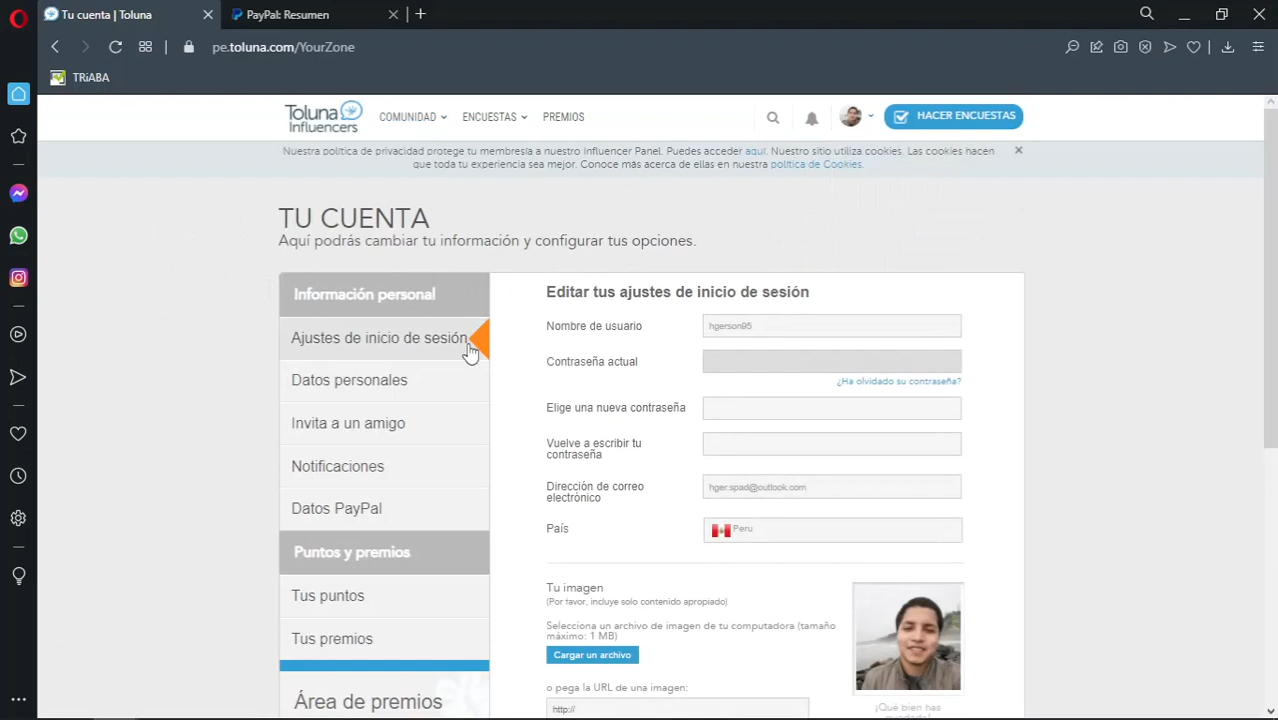 Tu cuenta | Toluna
PayPal: Resumen
pe.toluna.com/YourZone
TRiABA
Toluna
Influencers
COMUNIDAD
ENCUESTAS
PREMIOS
HACER ENCUESTAS
Nuestra política de privacidad protege tu membresía a nuestro Influencer Panel. Puedes acceder aquí. Nuestro sitio utiliza cookies. Las cookies hacen
que toda tu experiencia sea mejor. Conoce más acerca de ellas en nuestra política de Cookies.
TU CUENTA
Aquí podrás cambiar tu información y configurar tus opciones.
Información personal
Ajustes de inicio de sesión
Datos personales
Invita a un amigo
Notificaciones
Datos PayPal
Puntos y premios
Tus puntos
Tus premios
Área de premios
Editar tus ajustes de inicio de sesión
Nombre de usuario
hgerson95
Contraseña actual
¿Ha olvidado su contraseña?
Elige una nueva contraseña
Vuelve a escribir tu
contraseña
Dirección de correo
electrónico
hger.spad@outlook.com
País
Peru
Tu imagen
(Por favor, incluye solo contenido apropiado)
Selecciona un archivo de imagen de tu computadora (tamaño
máximo: 1 MB)
Cargar un archivo
o pega la URL de una imagen:
http://
¡Qué bien has